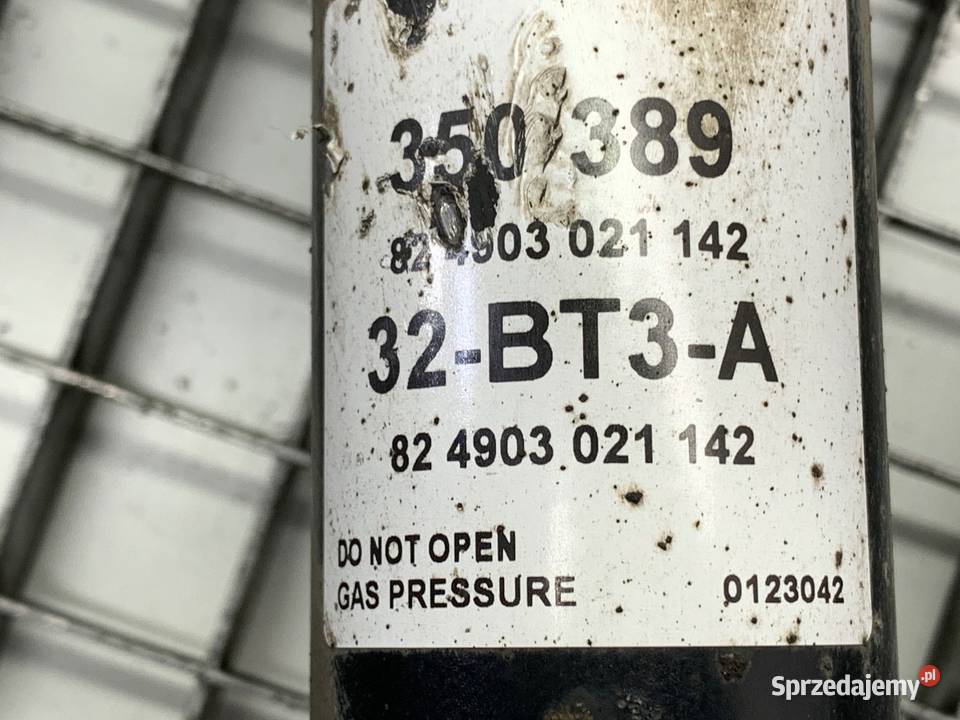 350 389
82 4903 021 142
32-BT3-A
82 4903 021 142
DO NOT OPEN
GAS PRESSURE 0123042
Sprzedajemy.pl